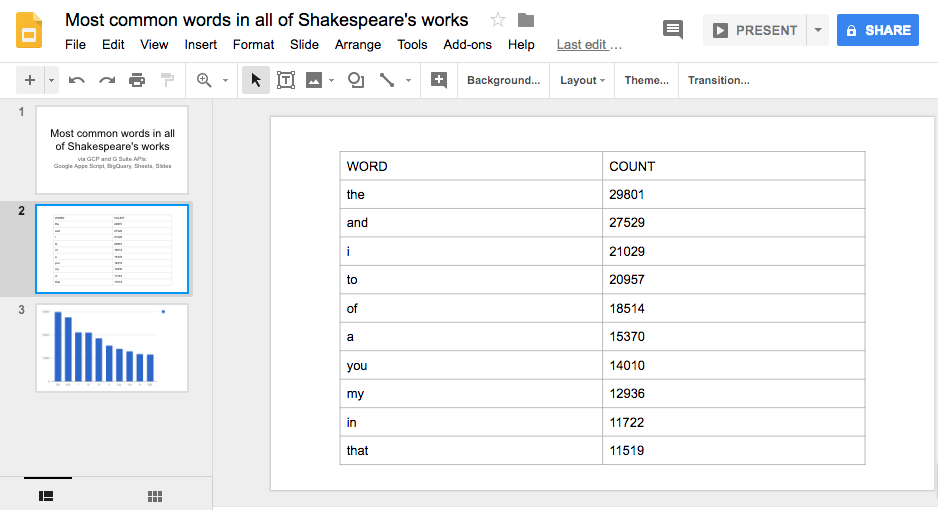 Most common words in all of Shakespeare's works
File Edit View Insert Format Slide Arrange Tools Add-ons Help Last edit ...
PRESENT
SHARE
Background... Layout Theme... Transition...
1
Most common words in all
of Shakespeare's works
via GCP and G Suite APIs:
Google Apps Script, BigQuery, Sheets, Slides
2
3
WORD COUNT
the 29801
and 27529
i 21029
to 20957
of 18514
a 15370
you 14010
my 12936
in 11722
that 11519